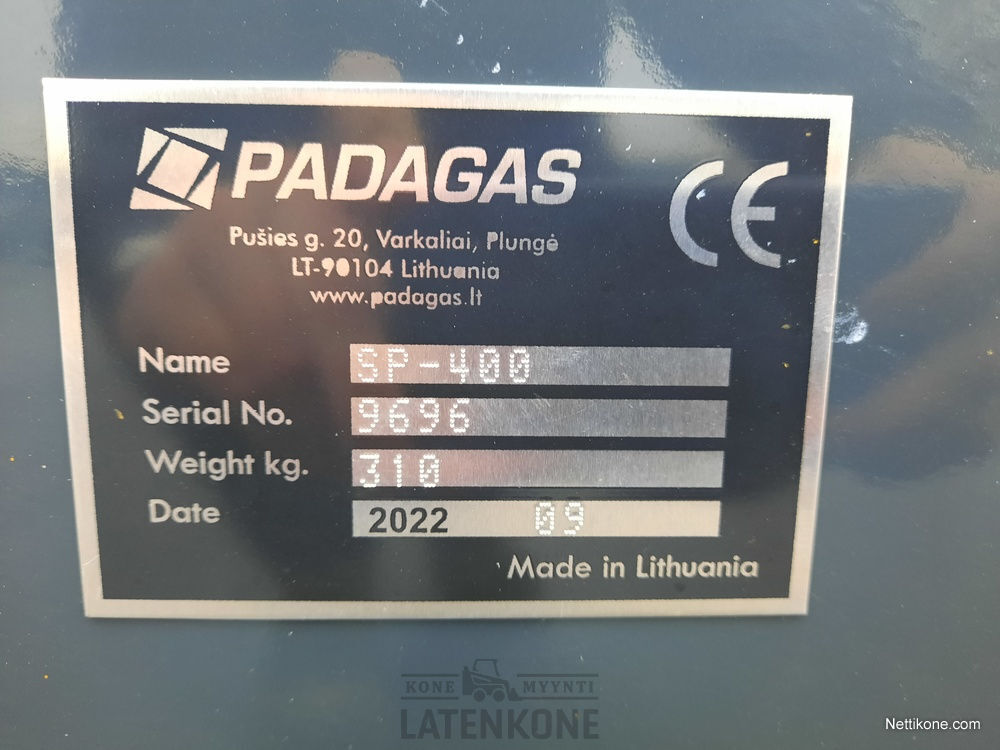 PADAGAS
CE
Pušies g. 20, Varkaliai, Plungė
LT-90104 Lithuania
www.padagas.lt
Name SP-400
Serial No. 9696
Weight kg. 310
Date 2022 09
Made in Lithuania
KONE MYYNTI
LATENKONE
Nettikone.com